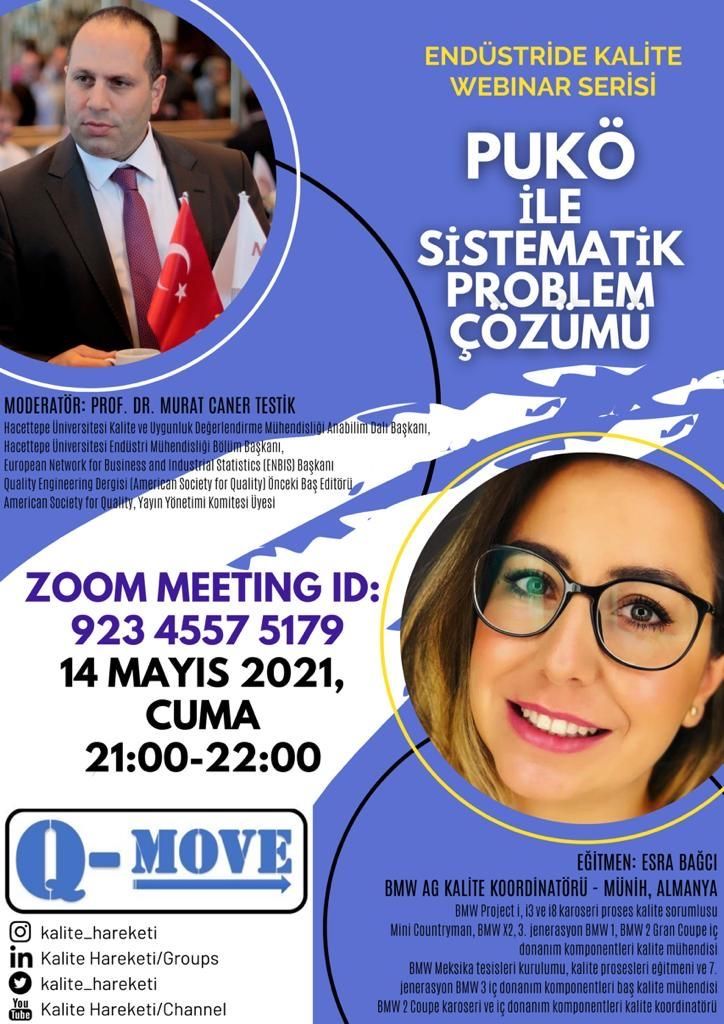 ENDÜSTRİDE KALİTE
WEBINAR SERİSİ
PUKÖ
İLE
SİSTEMATİK
PROBLEM
ÇÖZÜMÜ
MODERATÖR: PROF. DR. MURAT CANER TESTİK
Hacettepe Üniversitesi Kalite ve Uygunluk Değerlendirme Mühendisliği Anabilim Dalı Başkanı,
Hacettepe Üniversitesi Endüstri Mühendisliği Bölüm Başkanı,
European Network for Business and Industrial Statistics (ENBIS) Başkanı
Quality Engineering Dergisi (American Society for Quality) Önceki Baş Editörü
American Society for Quality, Yayın Yönetimi Komitesi Üyesi
ZOOM MEETING ID:
923 4557 5179
14 MAYIS 2021,
CUMA
21:00-22:00
Q-MOVE
kalite_hareketi
in Kalite Hareketi/Groups
kalite_hareketi
You
Tube Kalite Hareketi/Channel
EĞİTMEN: ESRA BAĞCI
BMW AG KALİTE KOORDİNATÖRÜ - MÜNİH, ALMANYA
BMW Project i, i3 ve i8 karoseri proses kalite sorumlusu
Mini Countryman, BMW X2, 3. jenerasyon BMW 1, BMW 2 Gran Coupe iç
donanım komponentleri kalite mühendisi
BMW Meksika tesisleri kurulumu, kalite prosesleri eğitmeni ve 7.
jenerasyon BMW 3 iç donanım komponentleri baş kalite mühendisi
BMW 2 Coupe karoseri ve iç donanım komponentleri kalite koordinatörü